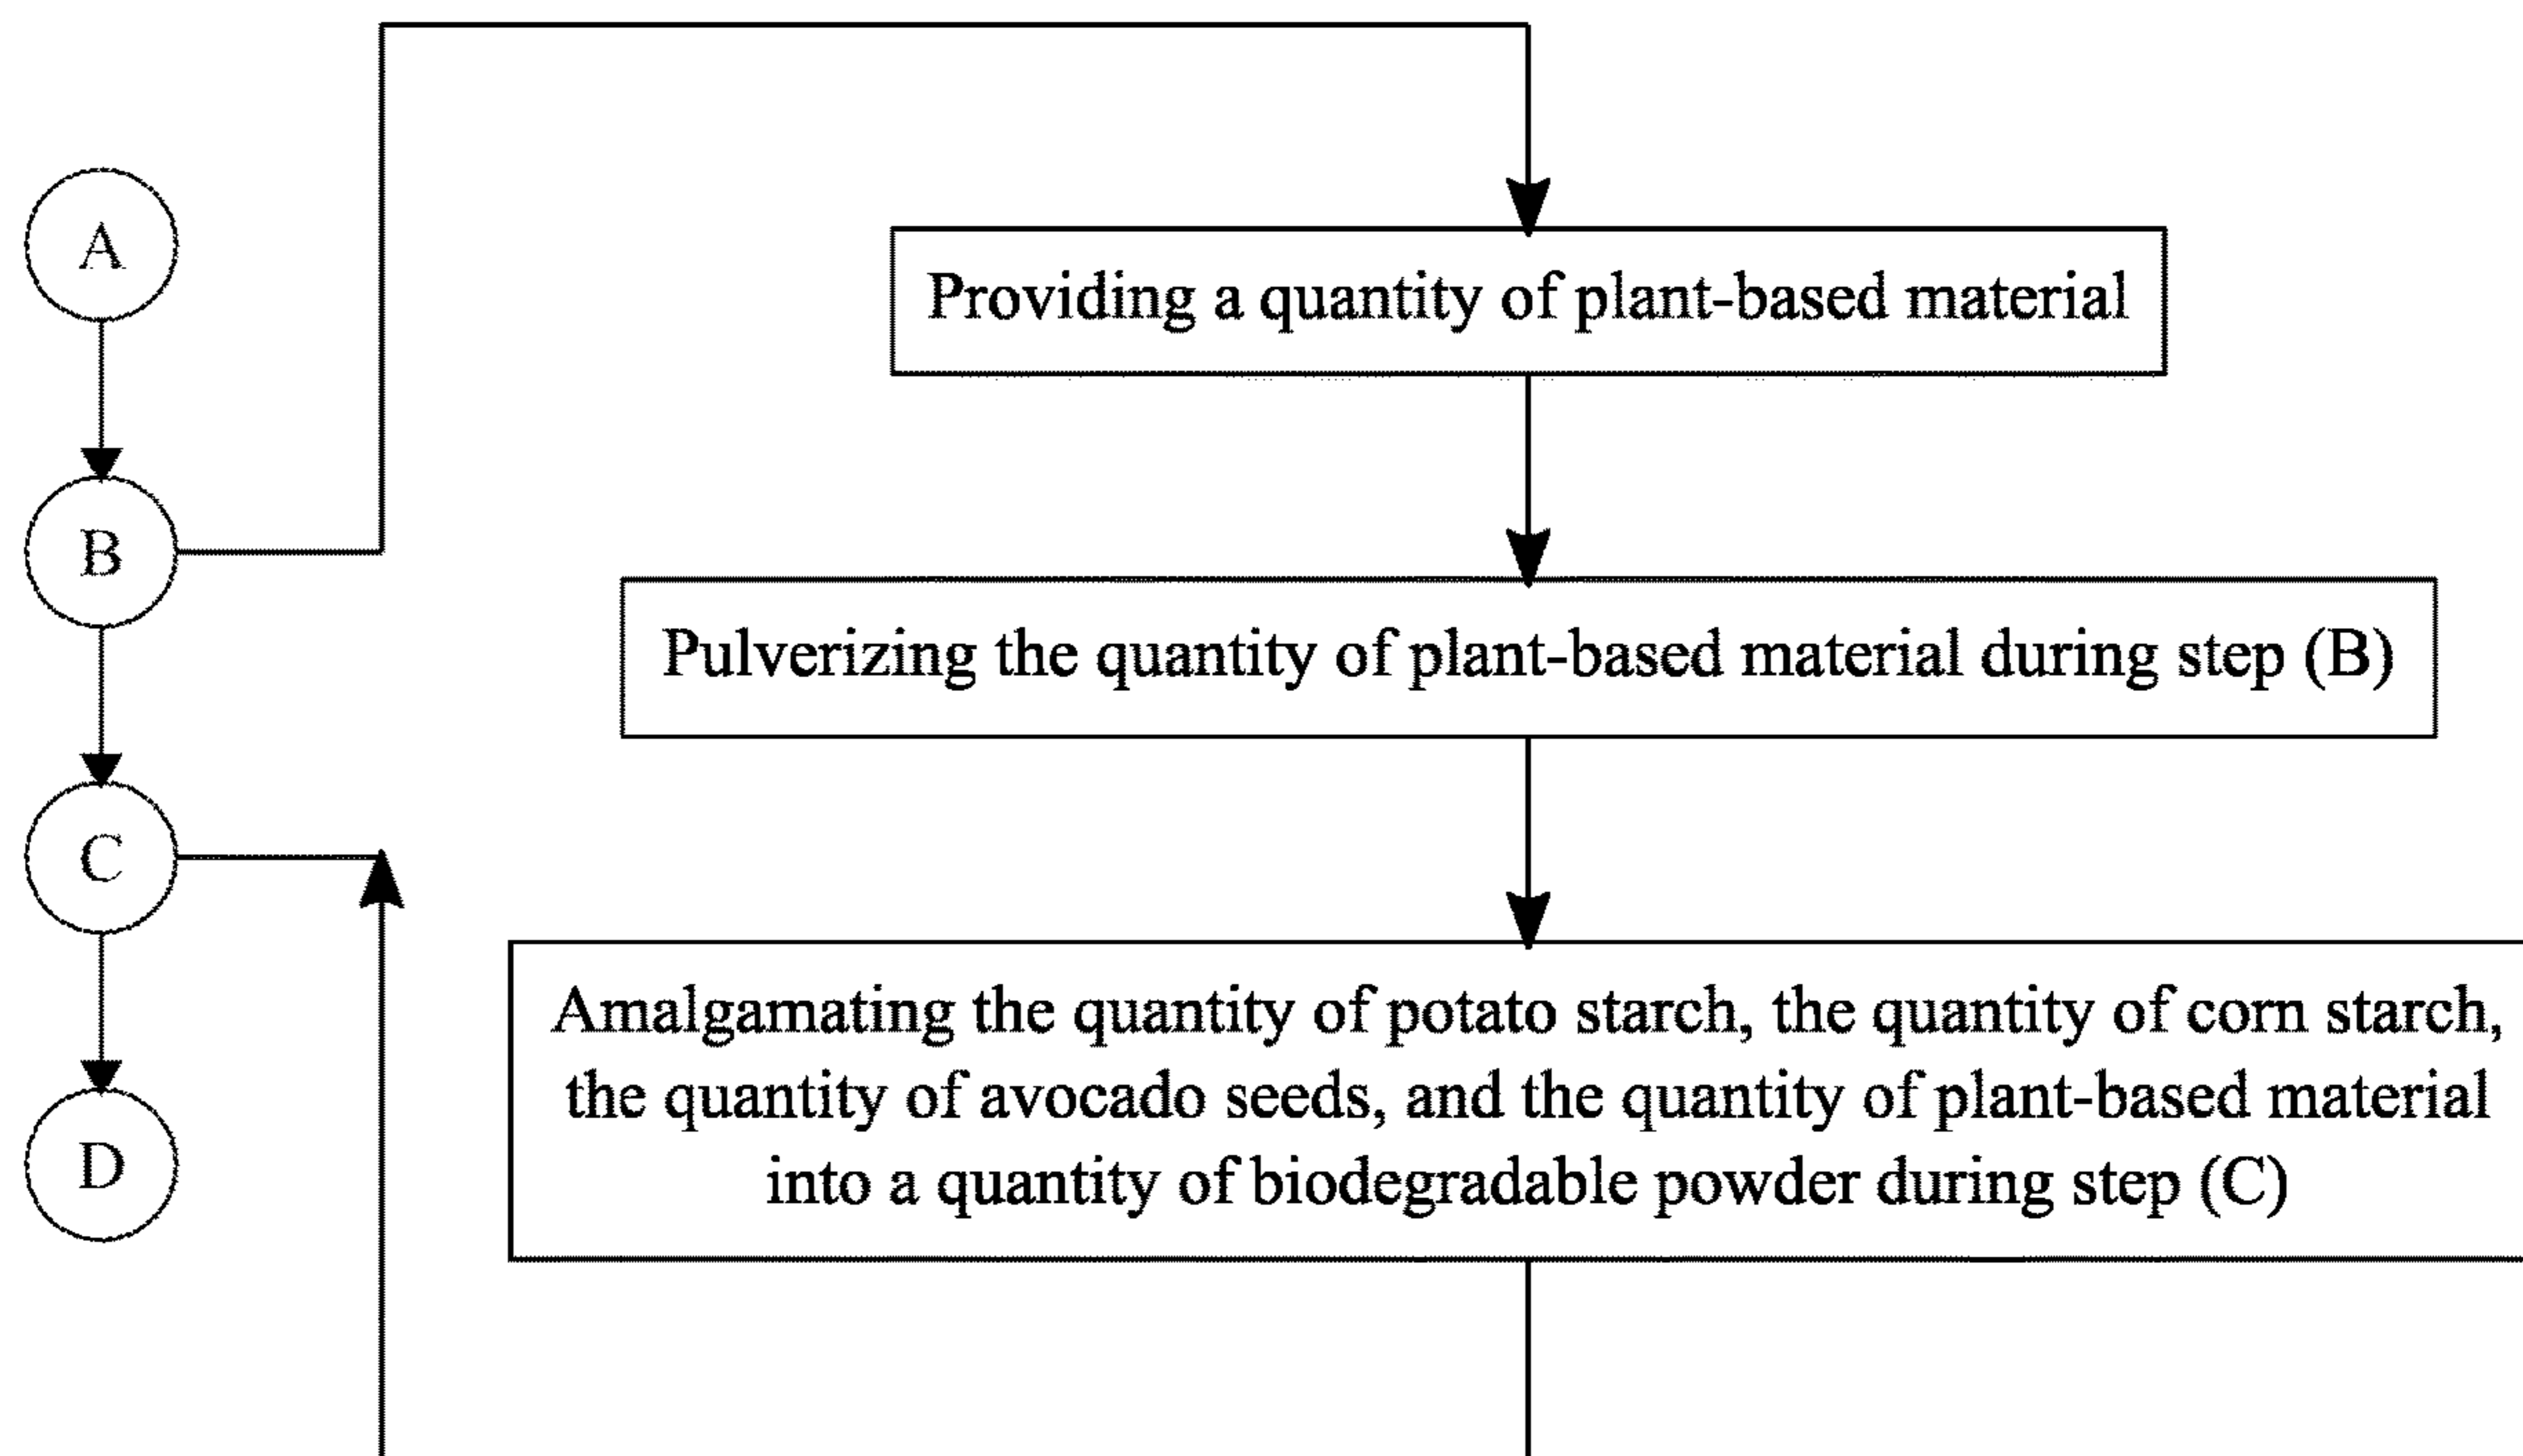 A
B
C
D
Providing a quantity of plant-based material
Pulverizing the quantity of plant-based material during step (B)
Amalgamating the quantity of potato starch, the quantity of corn starch,
the quantity of avocado seeds, and the quantity of plant-based material
into a quantity of biodegradable powder during step (C)